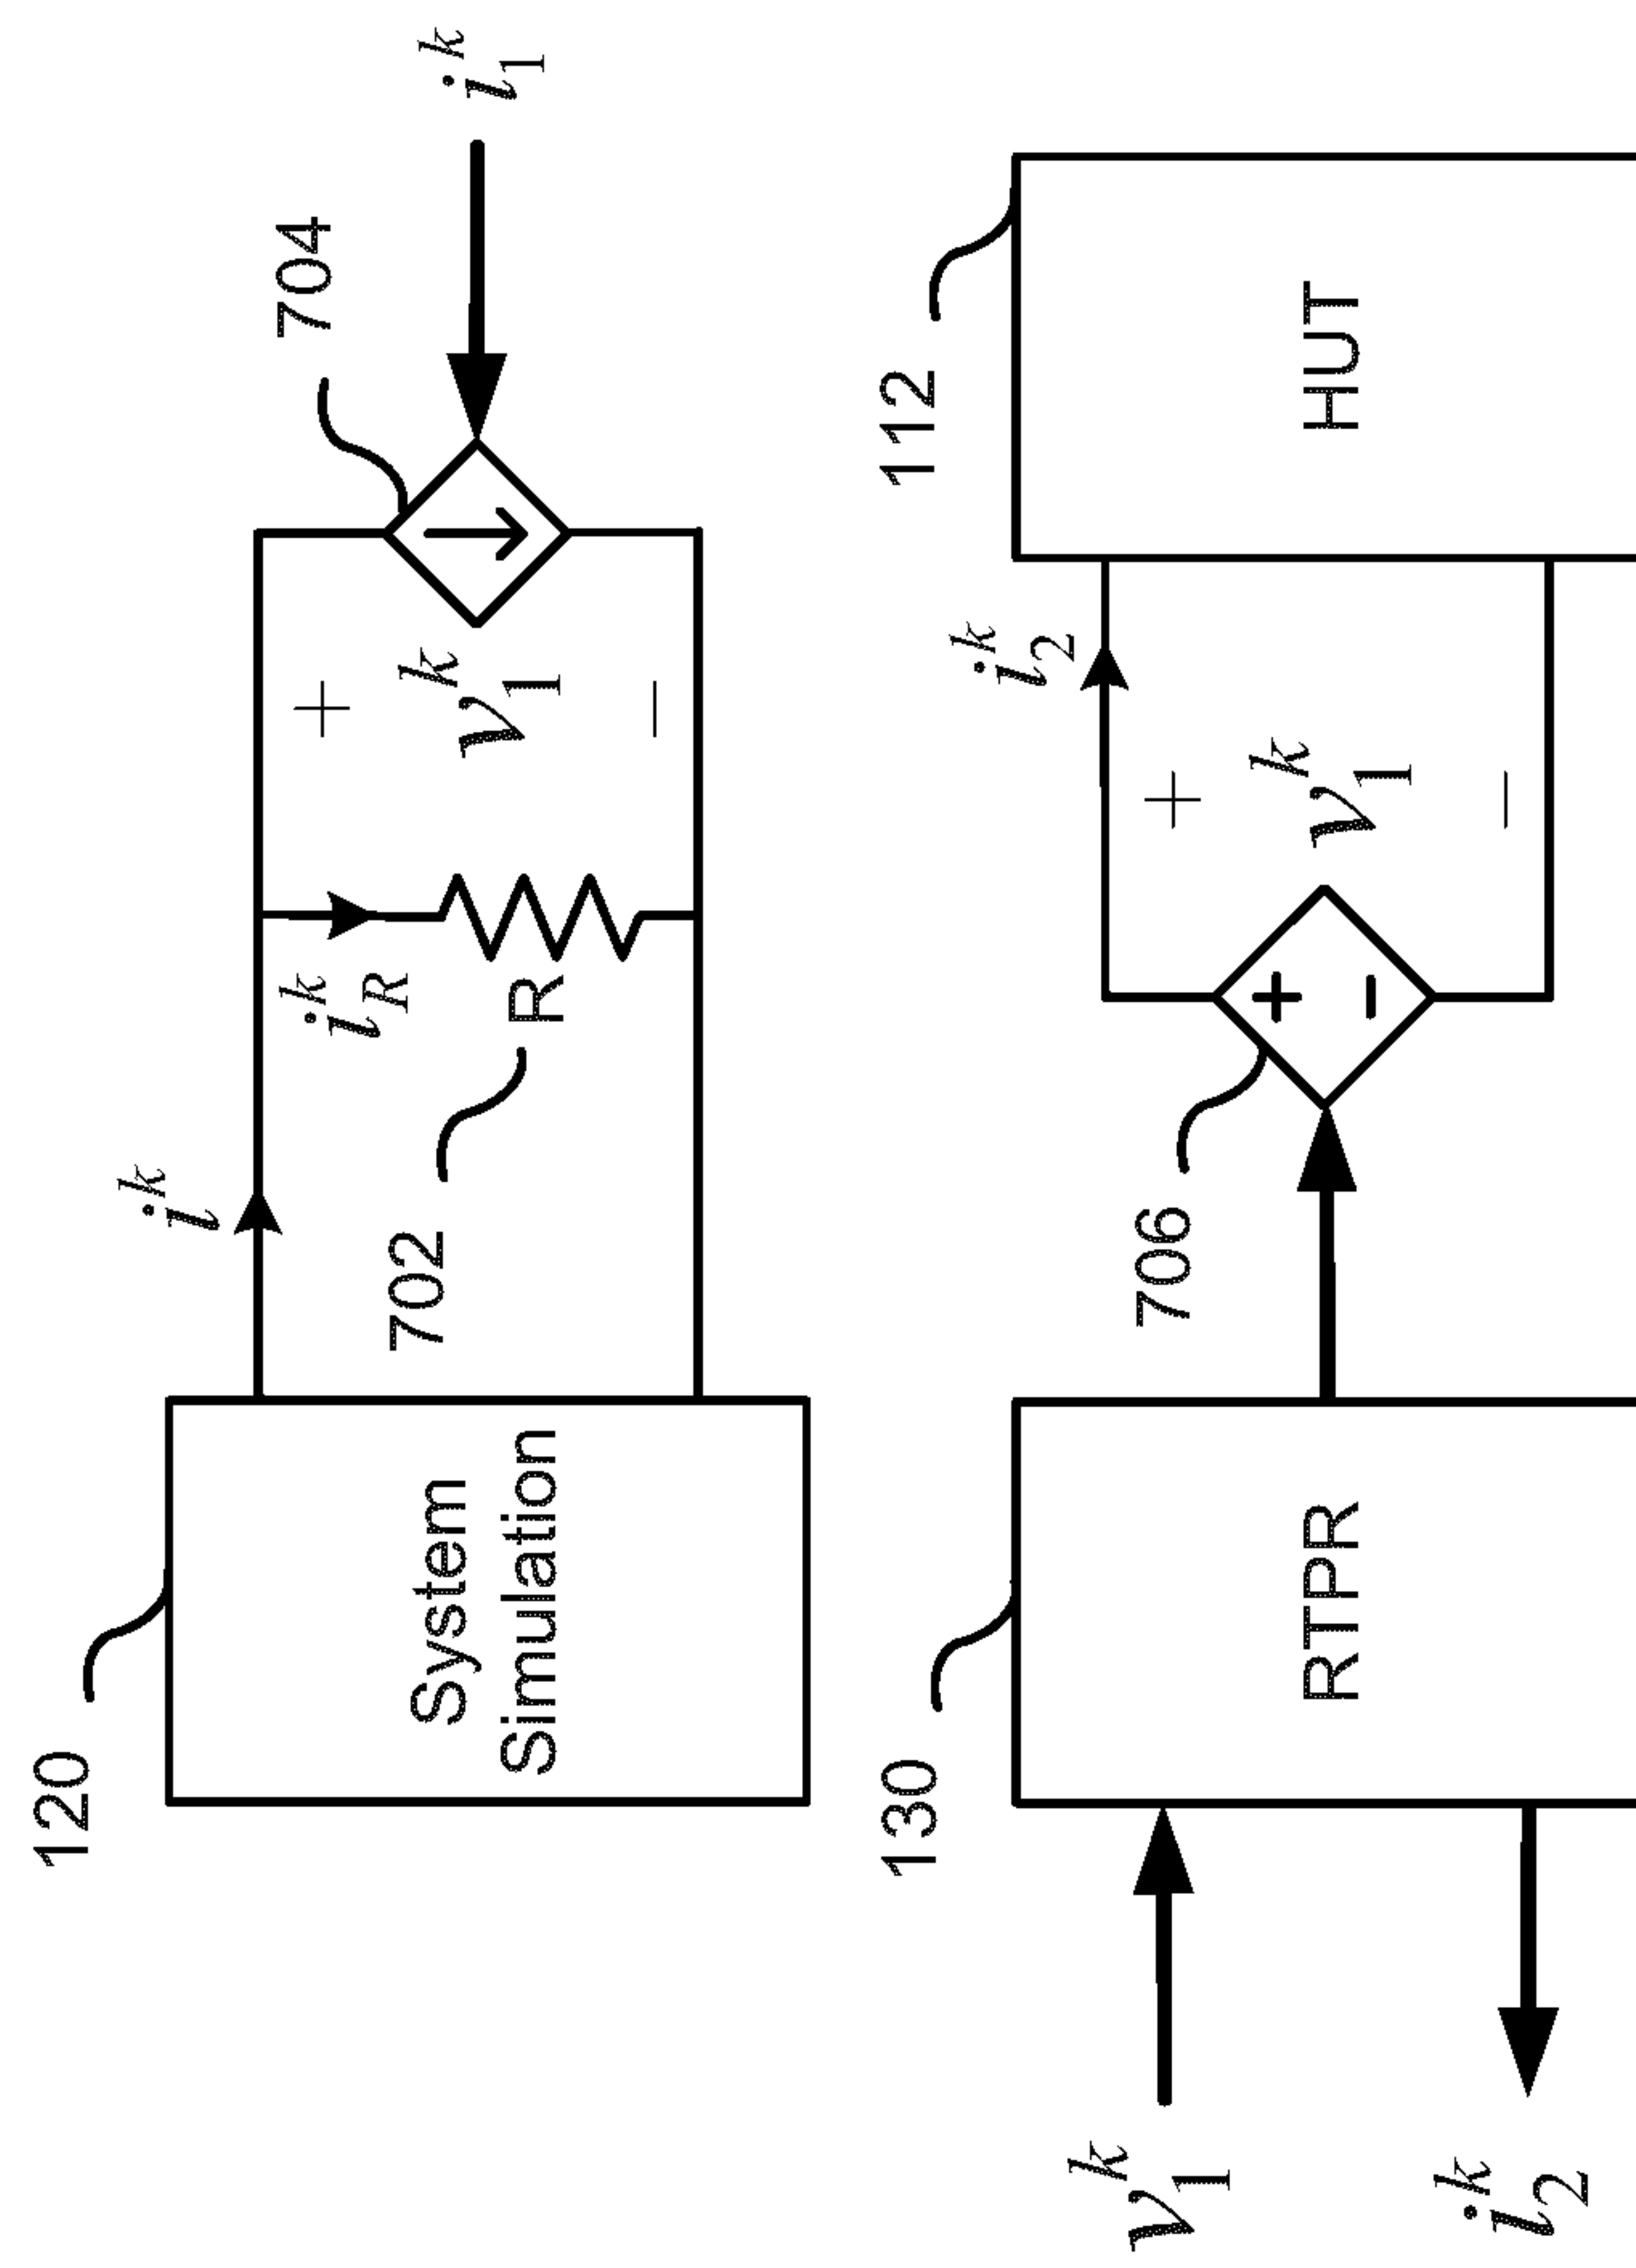 120
System
Simulation
i^k
702
i_R^k
R
+
v_1^k
−
704
i_1^k
130
RTPR
v_1^k
i_2^k
706
+
−
+
v_1^k
−
i_2^k
112
HUT